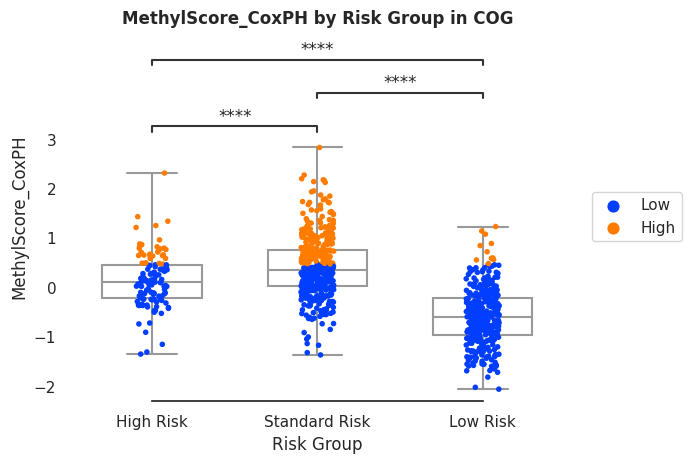 MethylScore_CoxPH by Risk Group in COG
****
****
****
MethylScore_CoxPH
3
2
1
0
−1
−2
High Risk
Standard Risk
Low Risk
Risk Group
Low
High